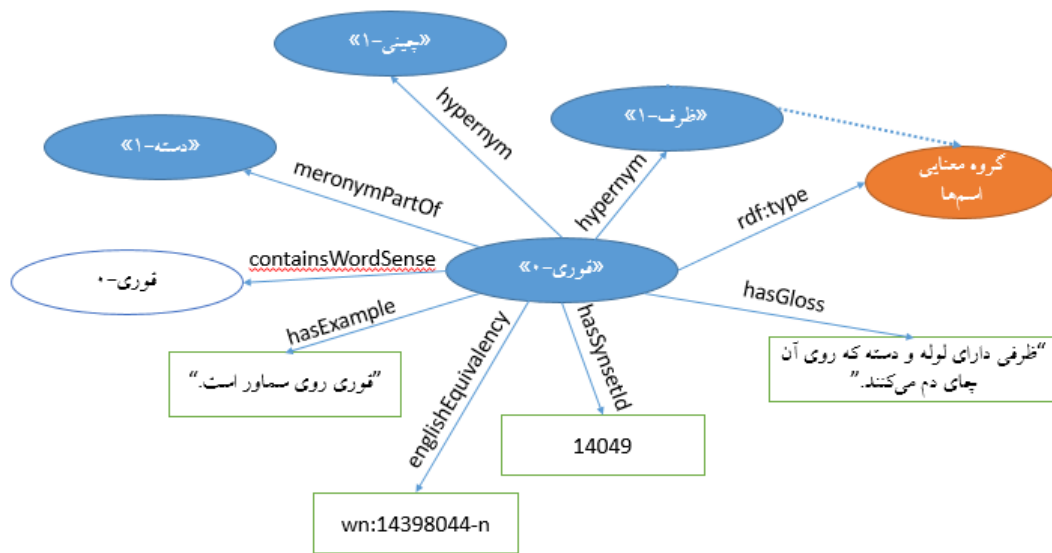 «چینی-۱»
hypernym
«ظرف-۱»
hypernym
«دسته-۱»
meronymPartOf
گروه معنایی
اسم‌ها
rdf:type
containsWordSense
قوری-۰
«قوری-۰»
hasGloss
hasExample
hasSynsetId
englishEquivalency
“ظرفی دارای لوله و دسته که روی آن
چای دم می‌کنند.”
”قوری روی سماور است.“
14049
wn:14398044-n